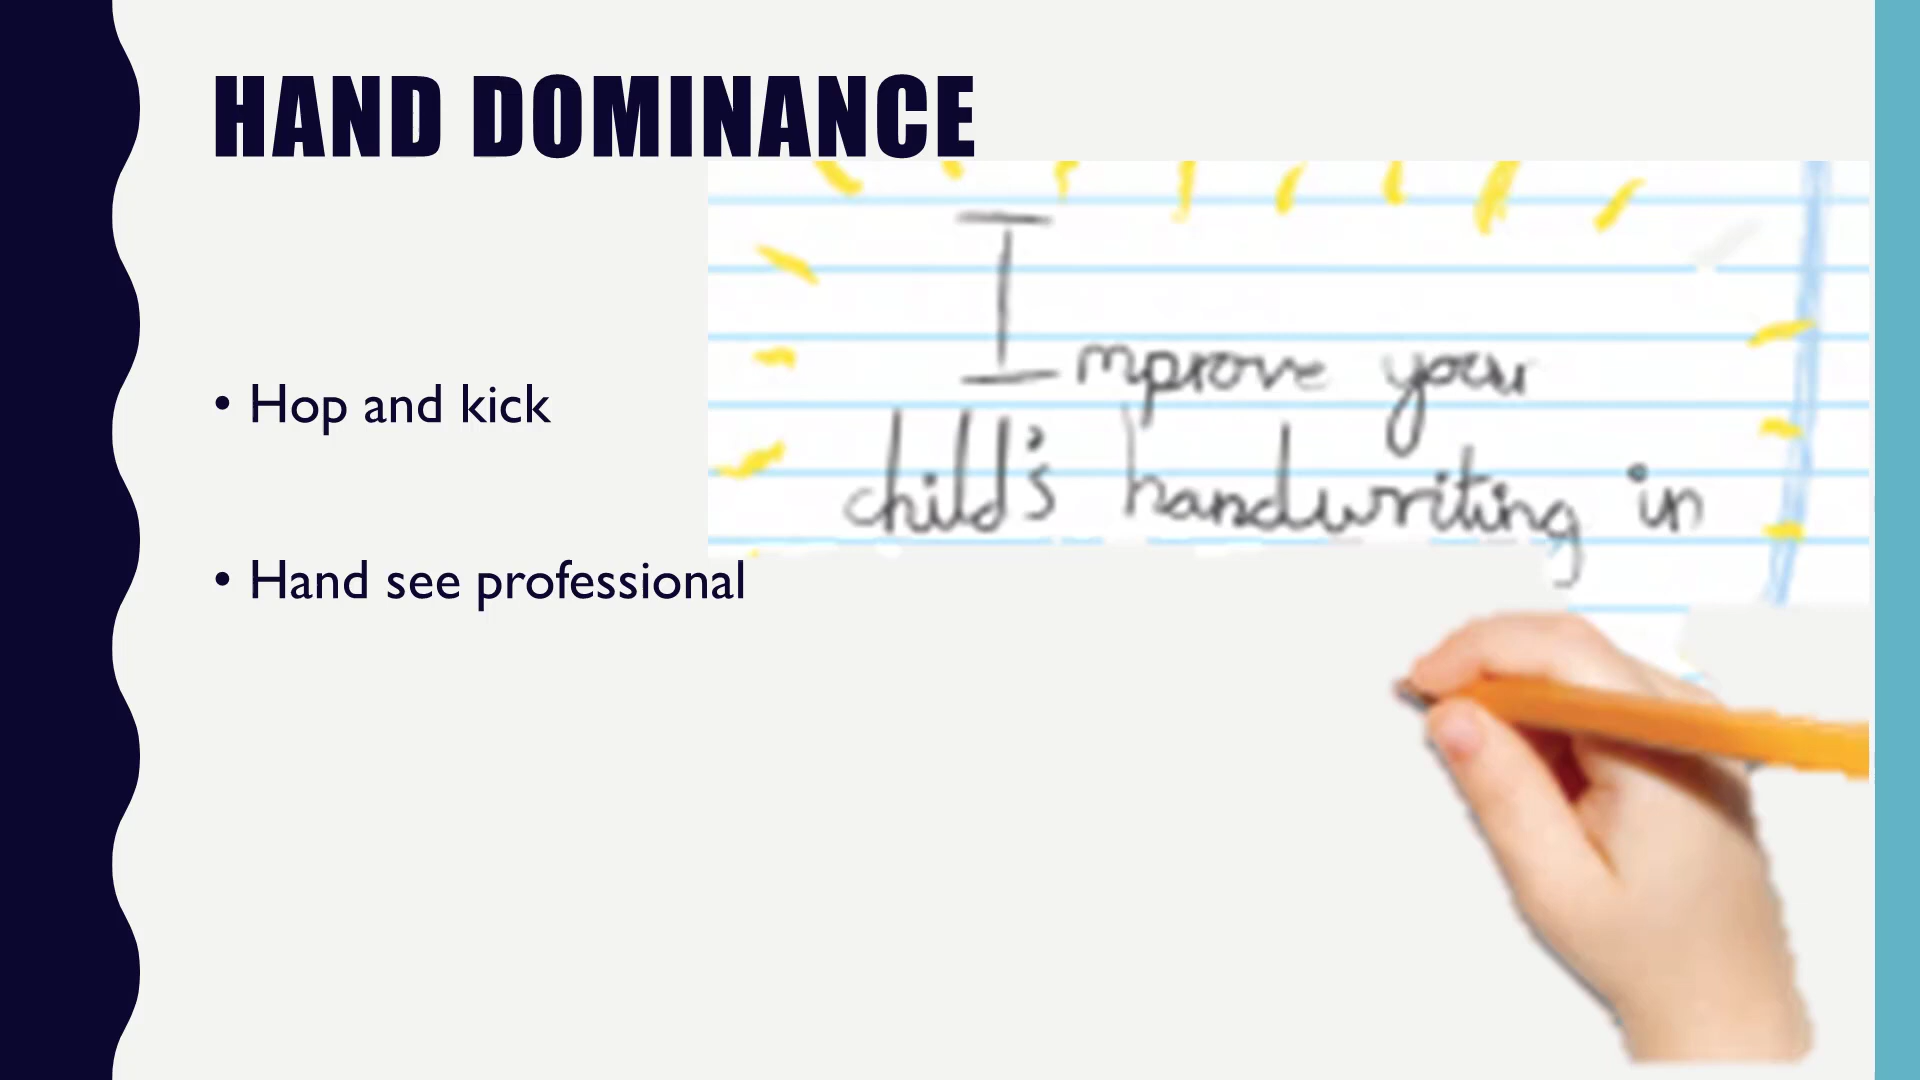 HAND DOMINANCE
• Hop and kick
• Hand see professional
Improve your
child's handwriting in